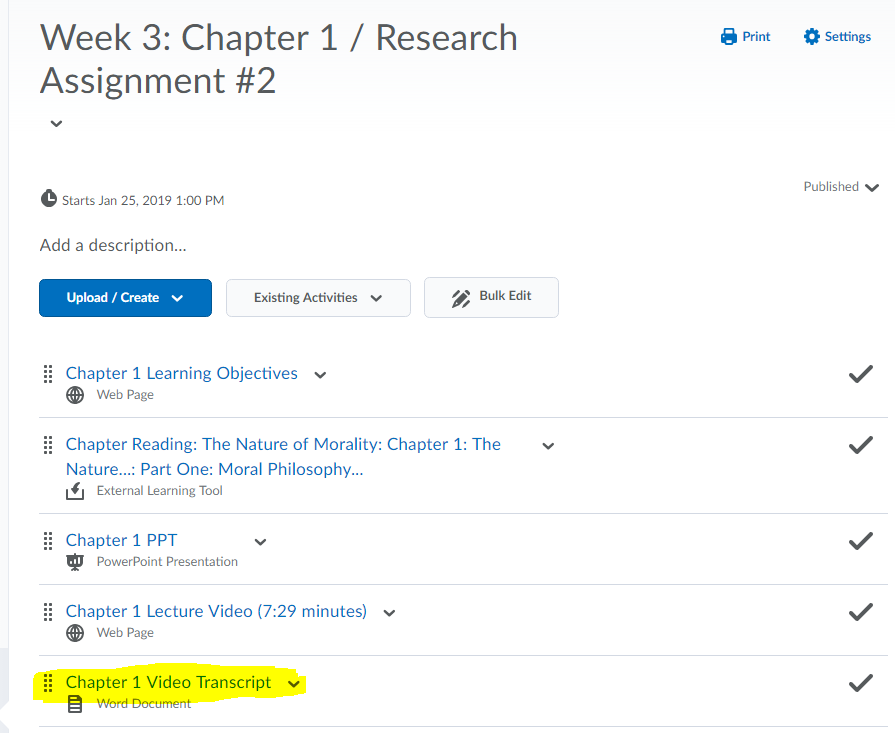 Week 3: Chapter 1 / Research
Assignment #2
Print
Settings
Published
Starts Jan 25, 2019 1:00 PM
Add a description...
Upload / Create
Existing Activities
Bulk Edit
Chapter 1 Learning Objectives
Web Page
Chapter Reading: The Nature of Morality: Chapter 1: The
Nature...: Part One: Moral Philosophy...
External Learning Tool
Chapter 1 PPT
PowerPoint Presentation
Chapter 1 Lecture Video (7:29 minutes)
Web Page
Chapter 1 Video Transcript
Word Document